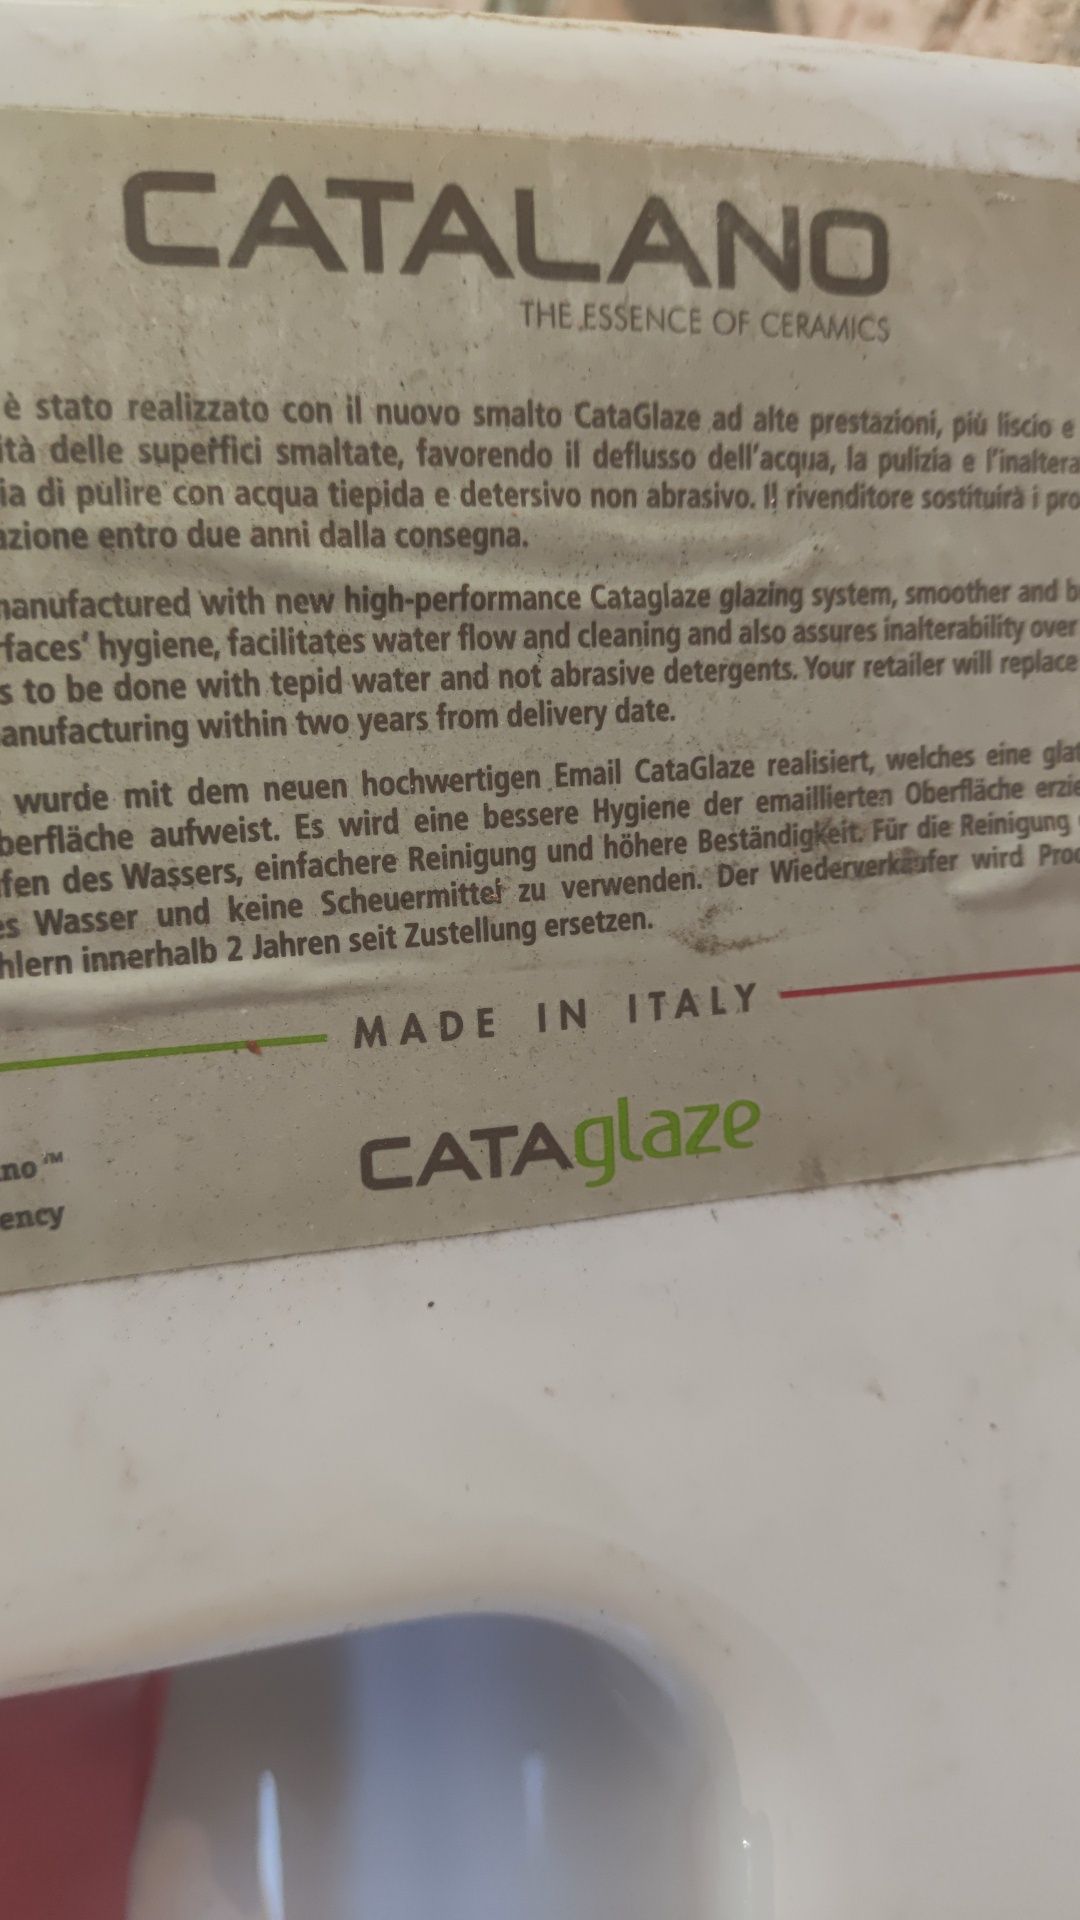 CATALANO
THE ESSENCE OF CERAMICS
è stato realizzato con il nuovo smalto CataGlaze ad alte prestazioni, più liscio e
ità delle superfici smaltate, favorendo il deflusso dell'acqua, la pulizia e l'inaltera
ia di pulire con acqua tiepida e detersivo non abrasivo. Il rivenditore sostituirà i pro
azione entro due anni dalla consegna.
manufactured with new high-performance Cataglaze glazing system, smoother and b
rfaces' hygiene, facilitates water flow and cleaning and also assures inalterability over
s to be done with tepid water and not abrasive detergents. Your retailer will replace
anufacturing within two years from delivery date.
wurde mit dem neuen hochwertigen Email CataGlaze realisiert, welches eine glat
berfläche aufweist. Es wird eine bessere Hygiene der emaillierten Oberfläche erzie
fen des Wassers, einfachere Reinigung und höhere Beständigkeit. Für die Reinigung
es Wasser und keine Scheuermittel zu verwenden. Der Wiederverkäufer wird Proc
hlern innerhalb 2 Jahren seit Zustellung ersetzen.
MADE IN ITALY
CATAglaze
no™
ency